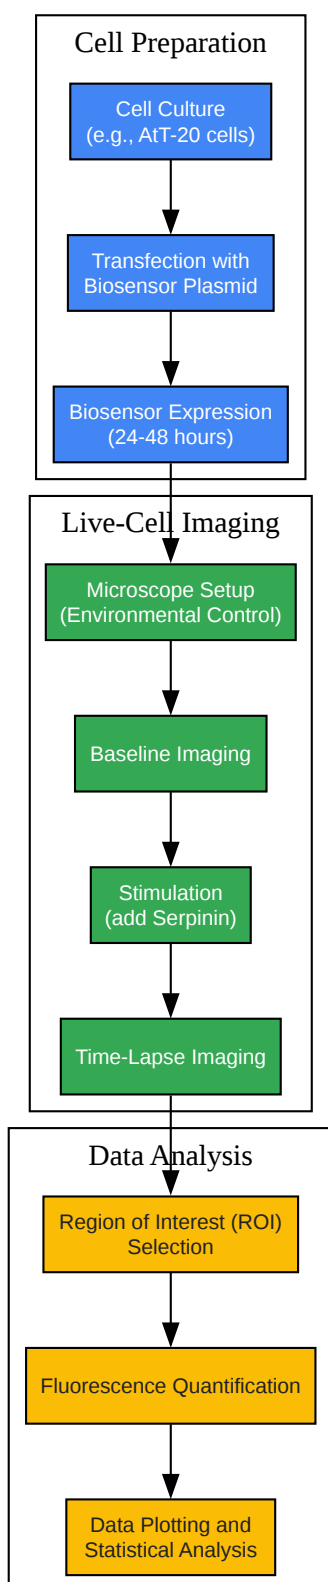 Cell Preparation
Cell Culture
(e.g., AtT-20 cells)
Transfection with
Biosensor Plasmid
Biosensor Expression
(24-48 hours)
Live-Cell Imaging
Microscope Setup
(Environmental Control)
Baseline Imaging
Stimulation
(add Serpinin)
Time-Lapse Imaging
Data Analysis
Region of Interest (ROI)
Selection
Fluorescence Quantification
Data Plotting and
Statistical Analysis